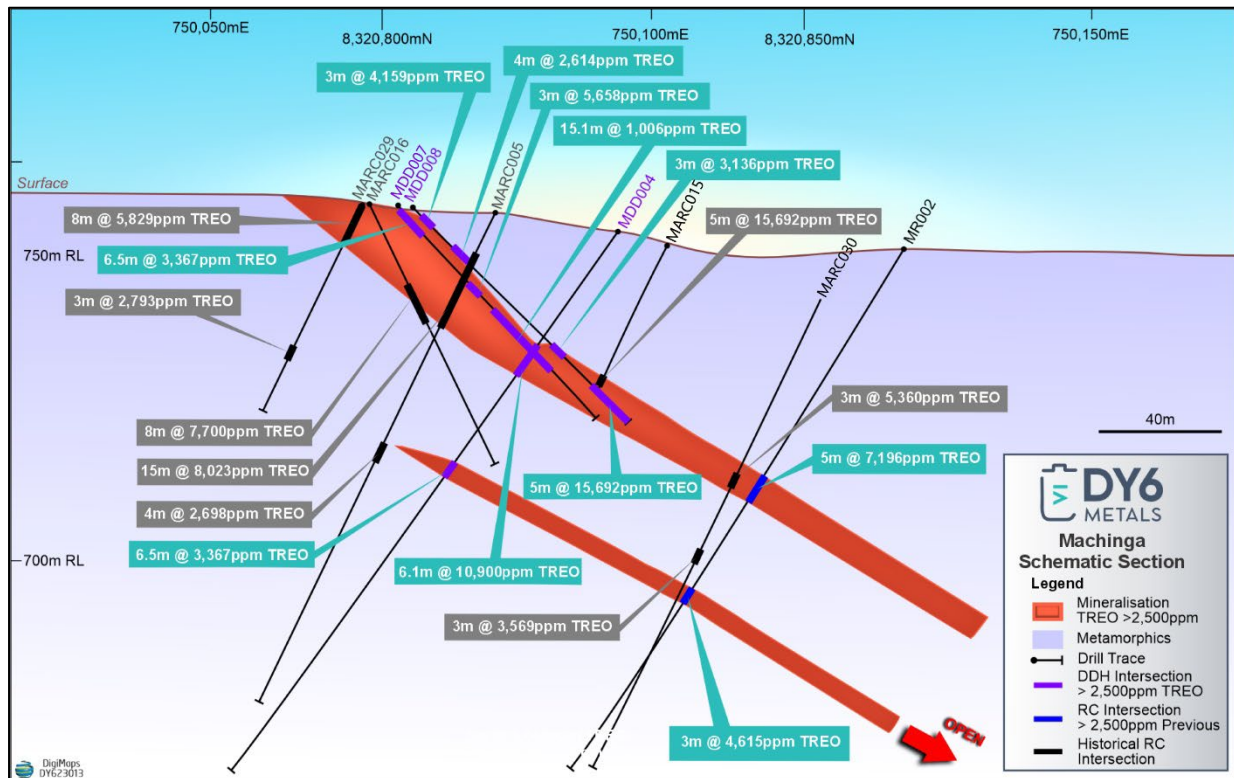 750,050mE
8,320,800mN
750,100mE
8,320,850mN
750,150mE
4m @ 2,614ppm TREO
3m @ 4,159ppm TREO
3m @ 5,658ppm TREO
15.1m @ 1,006ppm TREO
3m @ 3,136ppm TREO
Surface
MARC029
MARC016
MDD007
MDD008
MARC005
MDD004
MARC015
MARC030
MR002
8m @ 5,829ppm TREO
5m @ 15,692ppm TREO
750m RL
6.5m @ 3,367ppm TREO
3m @ 2,793ppm TREO
3m @ 5,360ppm TREO
40m
8m @ 7,700ppm TREO
15m @ 8,023ppm TREO
5m @ 7,196ppm TREO
5m @ 15,692ppm TREO
4m @ 2,698ppm TREO
6.5m @ 3,367ppm TREO
700m RL
6.1m @ 10,900ppm TREO
3m @ 3,569ppm TREO
3m @ 4,615ppm TREO
OPEN
DY6
METALS
Machinga
Schematic Section
Legend
Mineralisation
TREO >2,500ppm
Metamorphics
Drill Trace
DDH Intersection
> 2,500ppm TREO
RC Intersection
> 2,500ppm Previous
Historical RC
Intersection
DigiMaps
DY623013